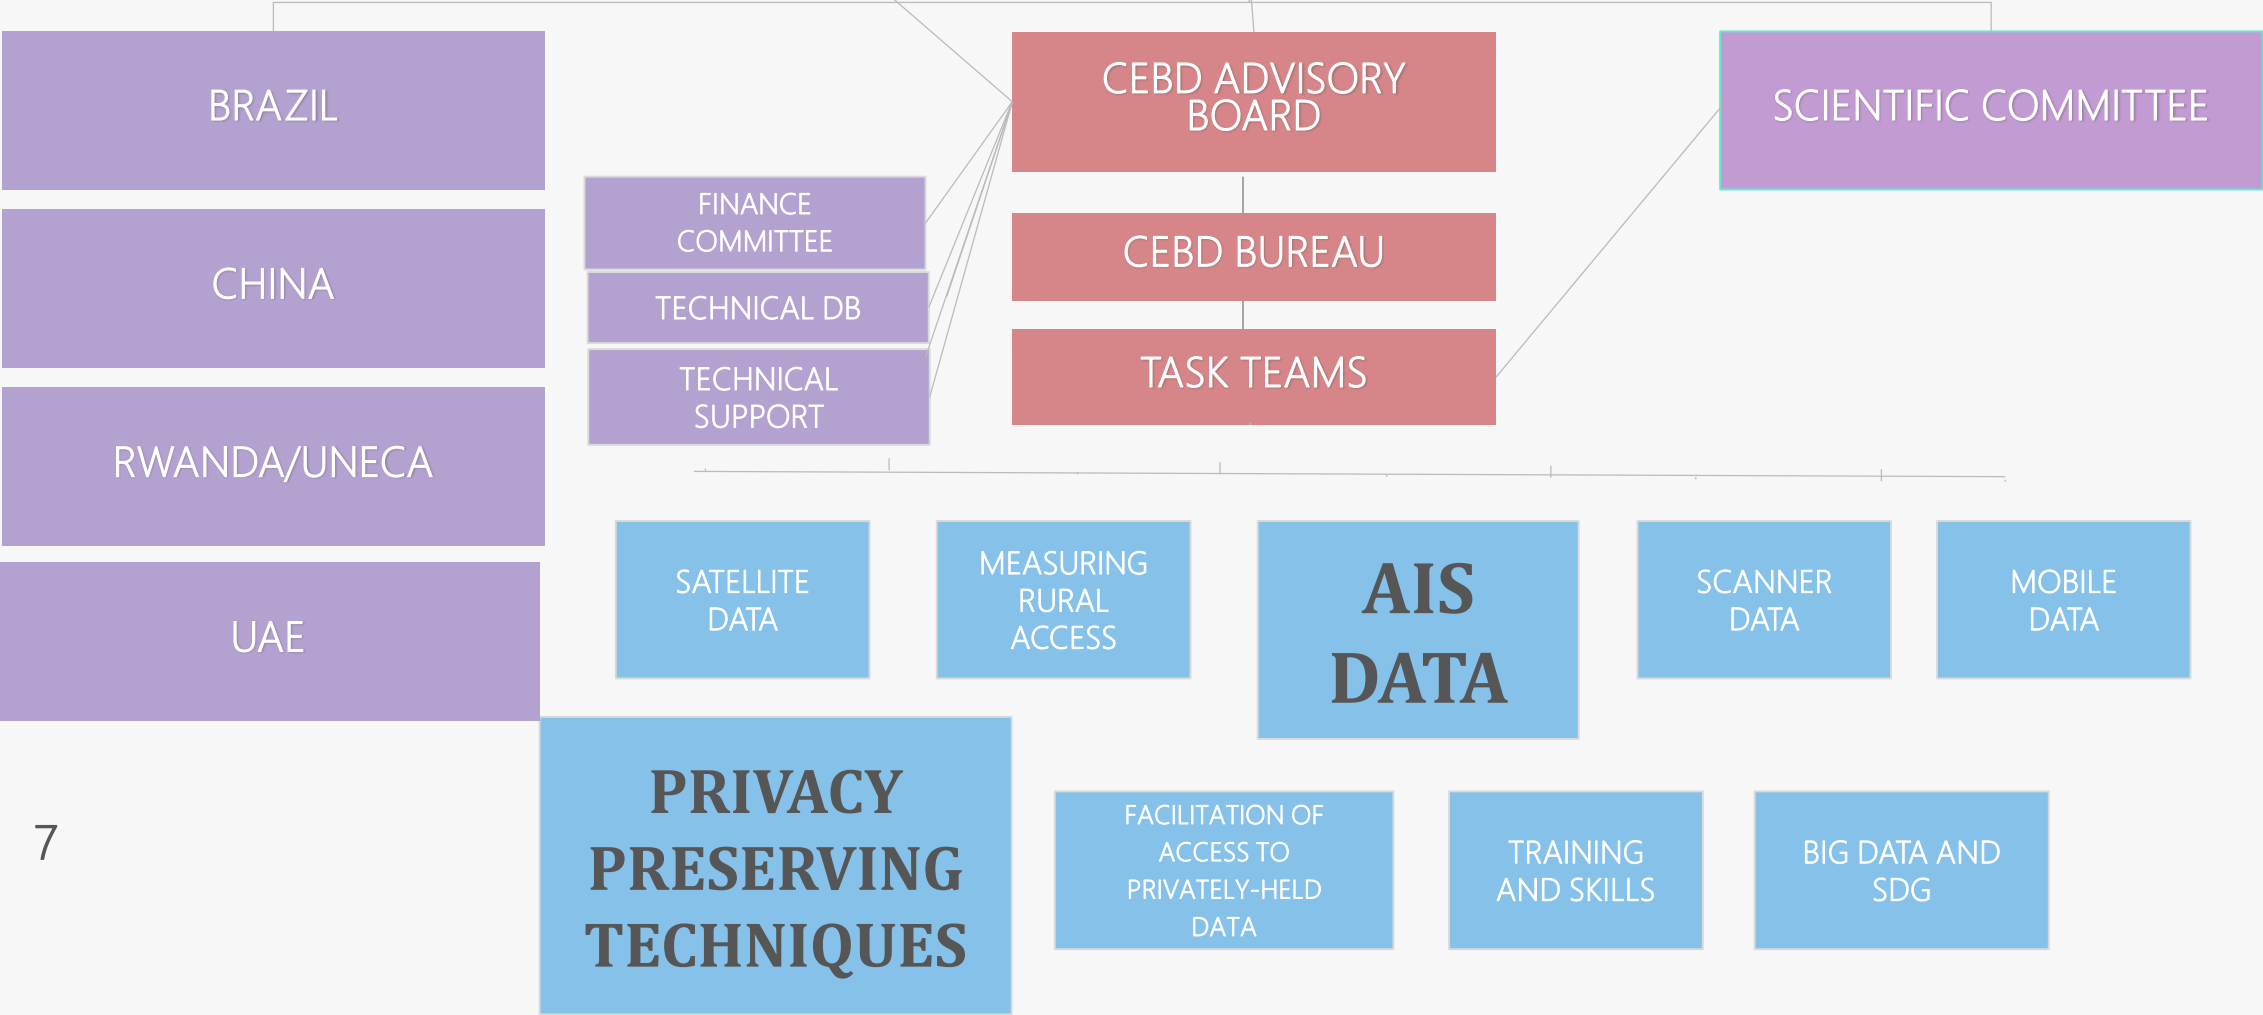 BRAZIL
CHINA
RWANDA/UNECA
UAE
FINANCE
COMMITTEE
TECHNICAL DB
TECHNICAL
SUPPORT
CEBD ADVISORY
BOARD
CEBD BUREAU
TASK TEAMS
SCIENTIFIC COMMITTEE
SATELLITE
DATA
MEASURING
RURAL
ACCESS
AIS
DATA
SCANNER
DATA
MOBILE
DATA
PRIVACY
PRESERVING
TECHNIQUES
FACILITATION OF
ACCESS TO
PRIVATELY-HELD
DATA
TRAINING
AND SKILLS
BIG DATA AND
SDG
7